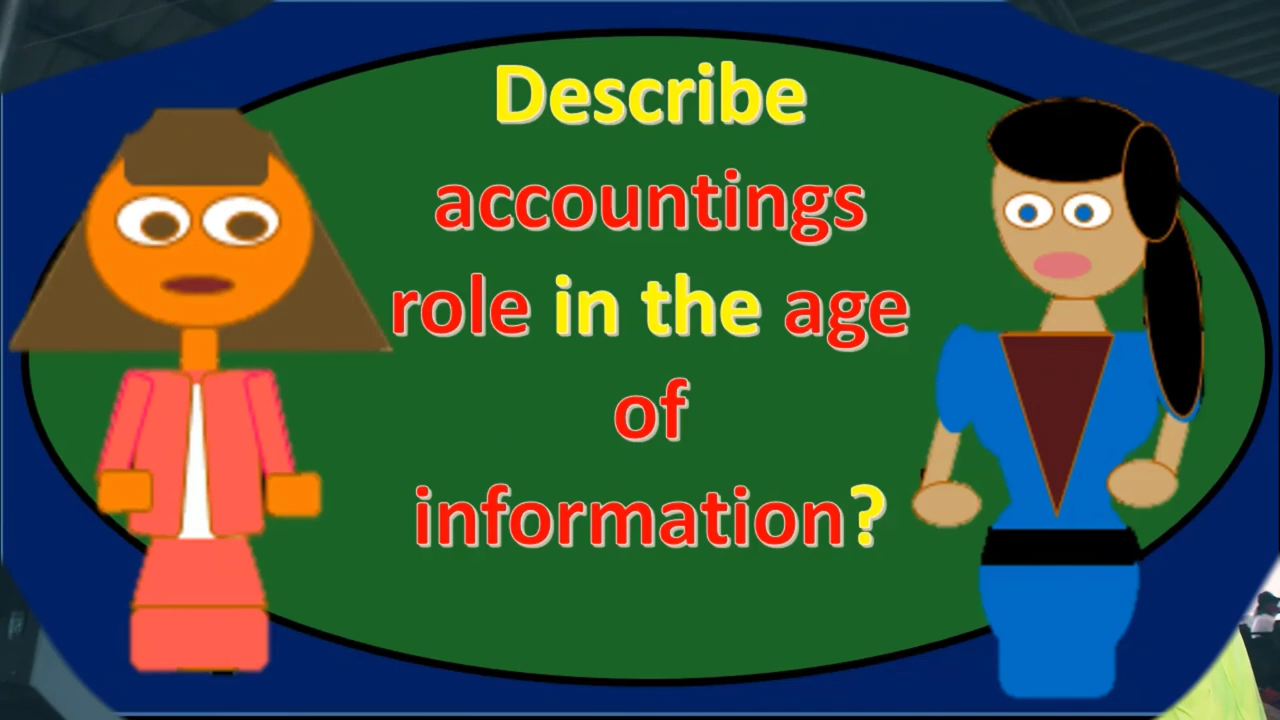 Describe
accountings
role in the age
of
information?